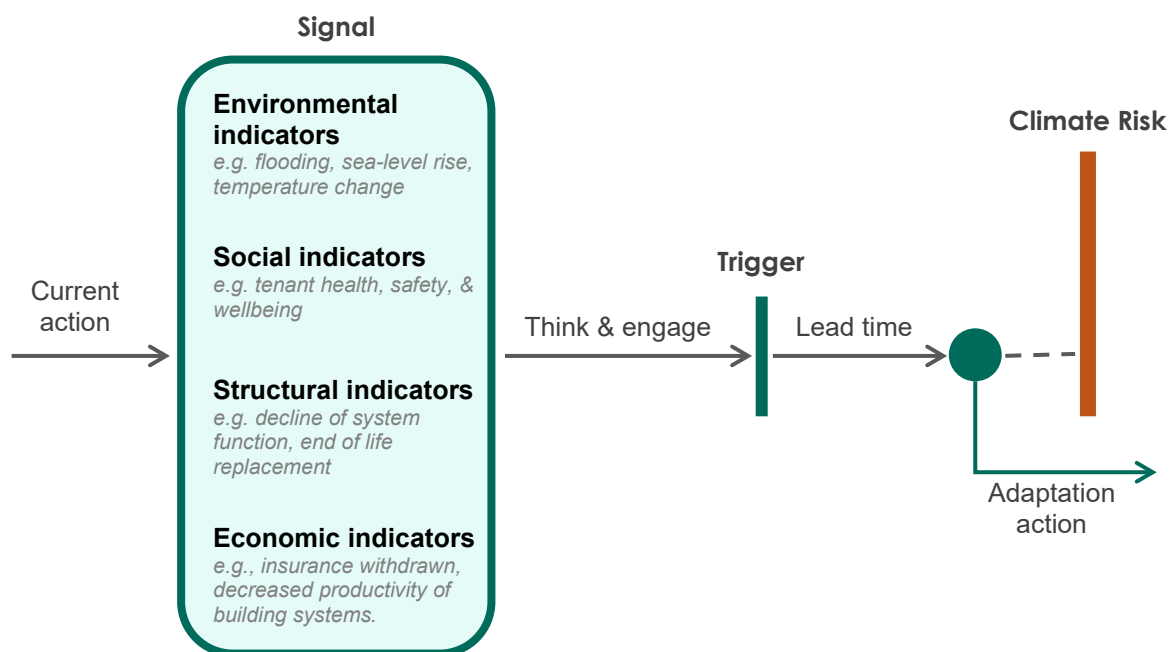 Signal
Environmental
indicators
e.g. flooding, sea-level rise,
temperature change
Social indicators
e.g. tenant health, safety, &
wellbeing
Structural indicators
e.g. decline of system
function, end of life
replacement
Economic indicators
e.g., insurance withdrawn,
decreased productivity of
building systems.
Current
action
Think & engage
Trigger
Lead time
Climate Risk
Adaptation
action